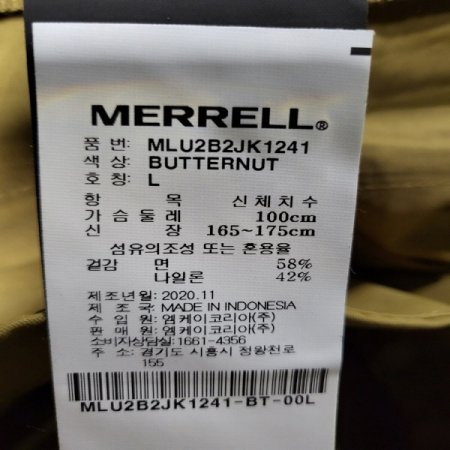 MERRELL®
품 번: MLU2B2JK1241
색 상: BUTTERNUT
호 칭: L
항 목 신체치수
가슴둘레 100cm
신 장 165~175cm
섬유의조성 또는 혼용율
겉감 면 58%
나일론 42%
제조년월: 2020.11
제 조 국: MADE IN INDONESIA
수 입 원: 엠케이코리아(주)
판 매 원: 엠케이코리아(주)
소비자상담실:1661-4356
주 소: 경기도 시흥시 정왕천로
155
MLU2B2JK1241-BT-00L